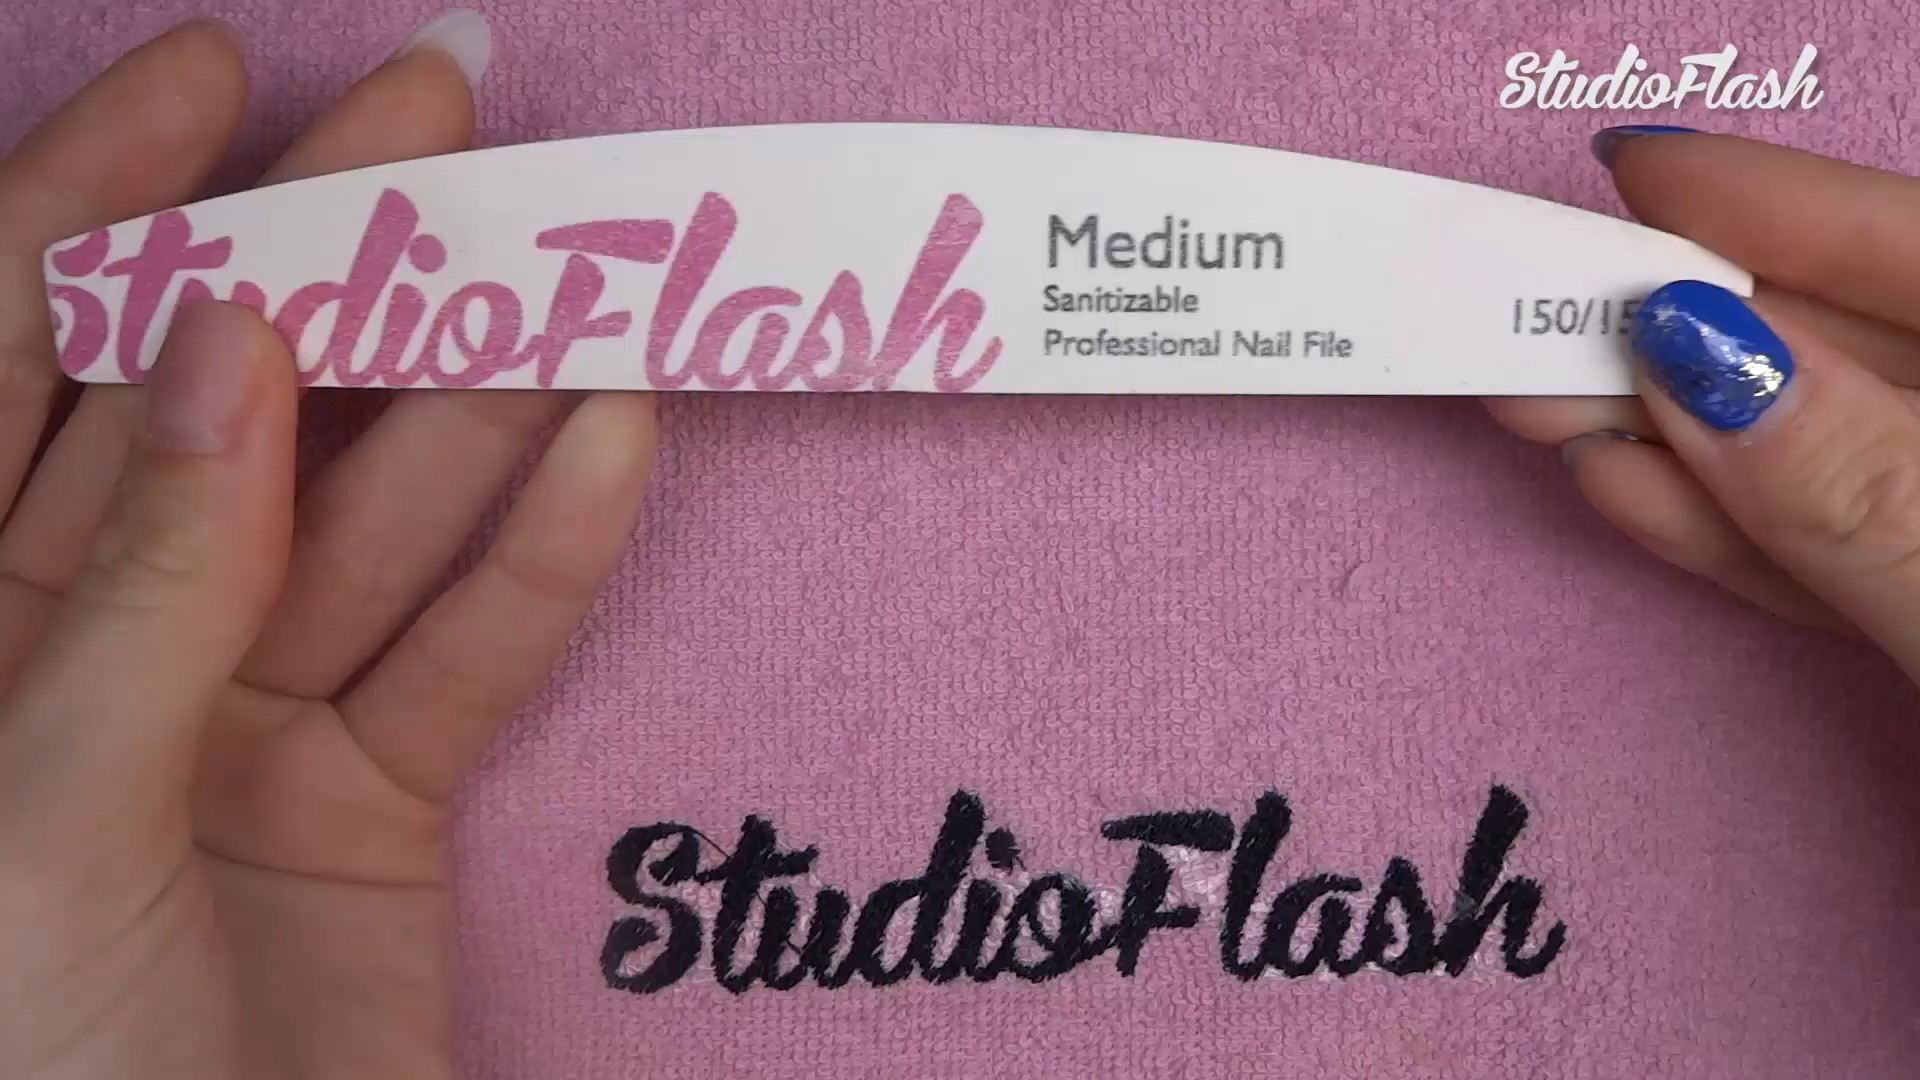 StudioFlash
StudioFlash
Medium
Sanitizable
Professional Nail File
StudioFlash